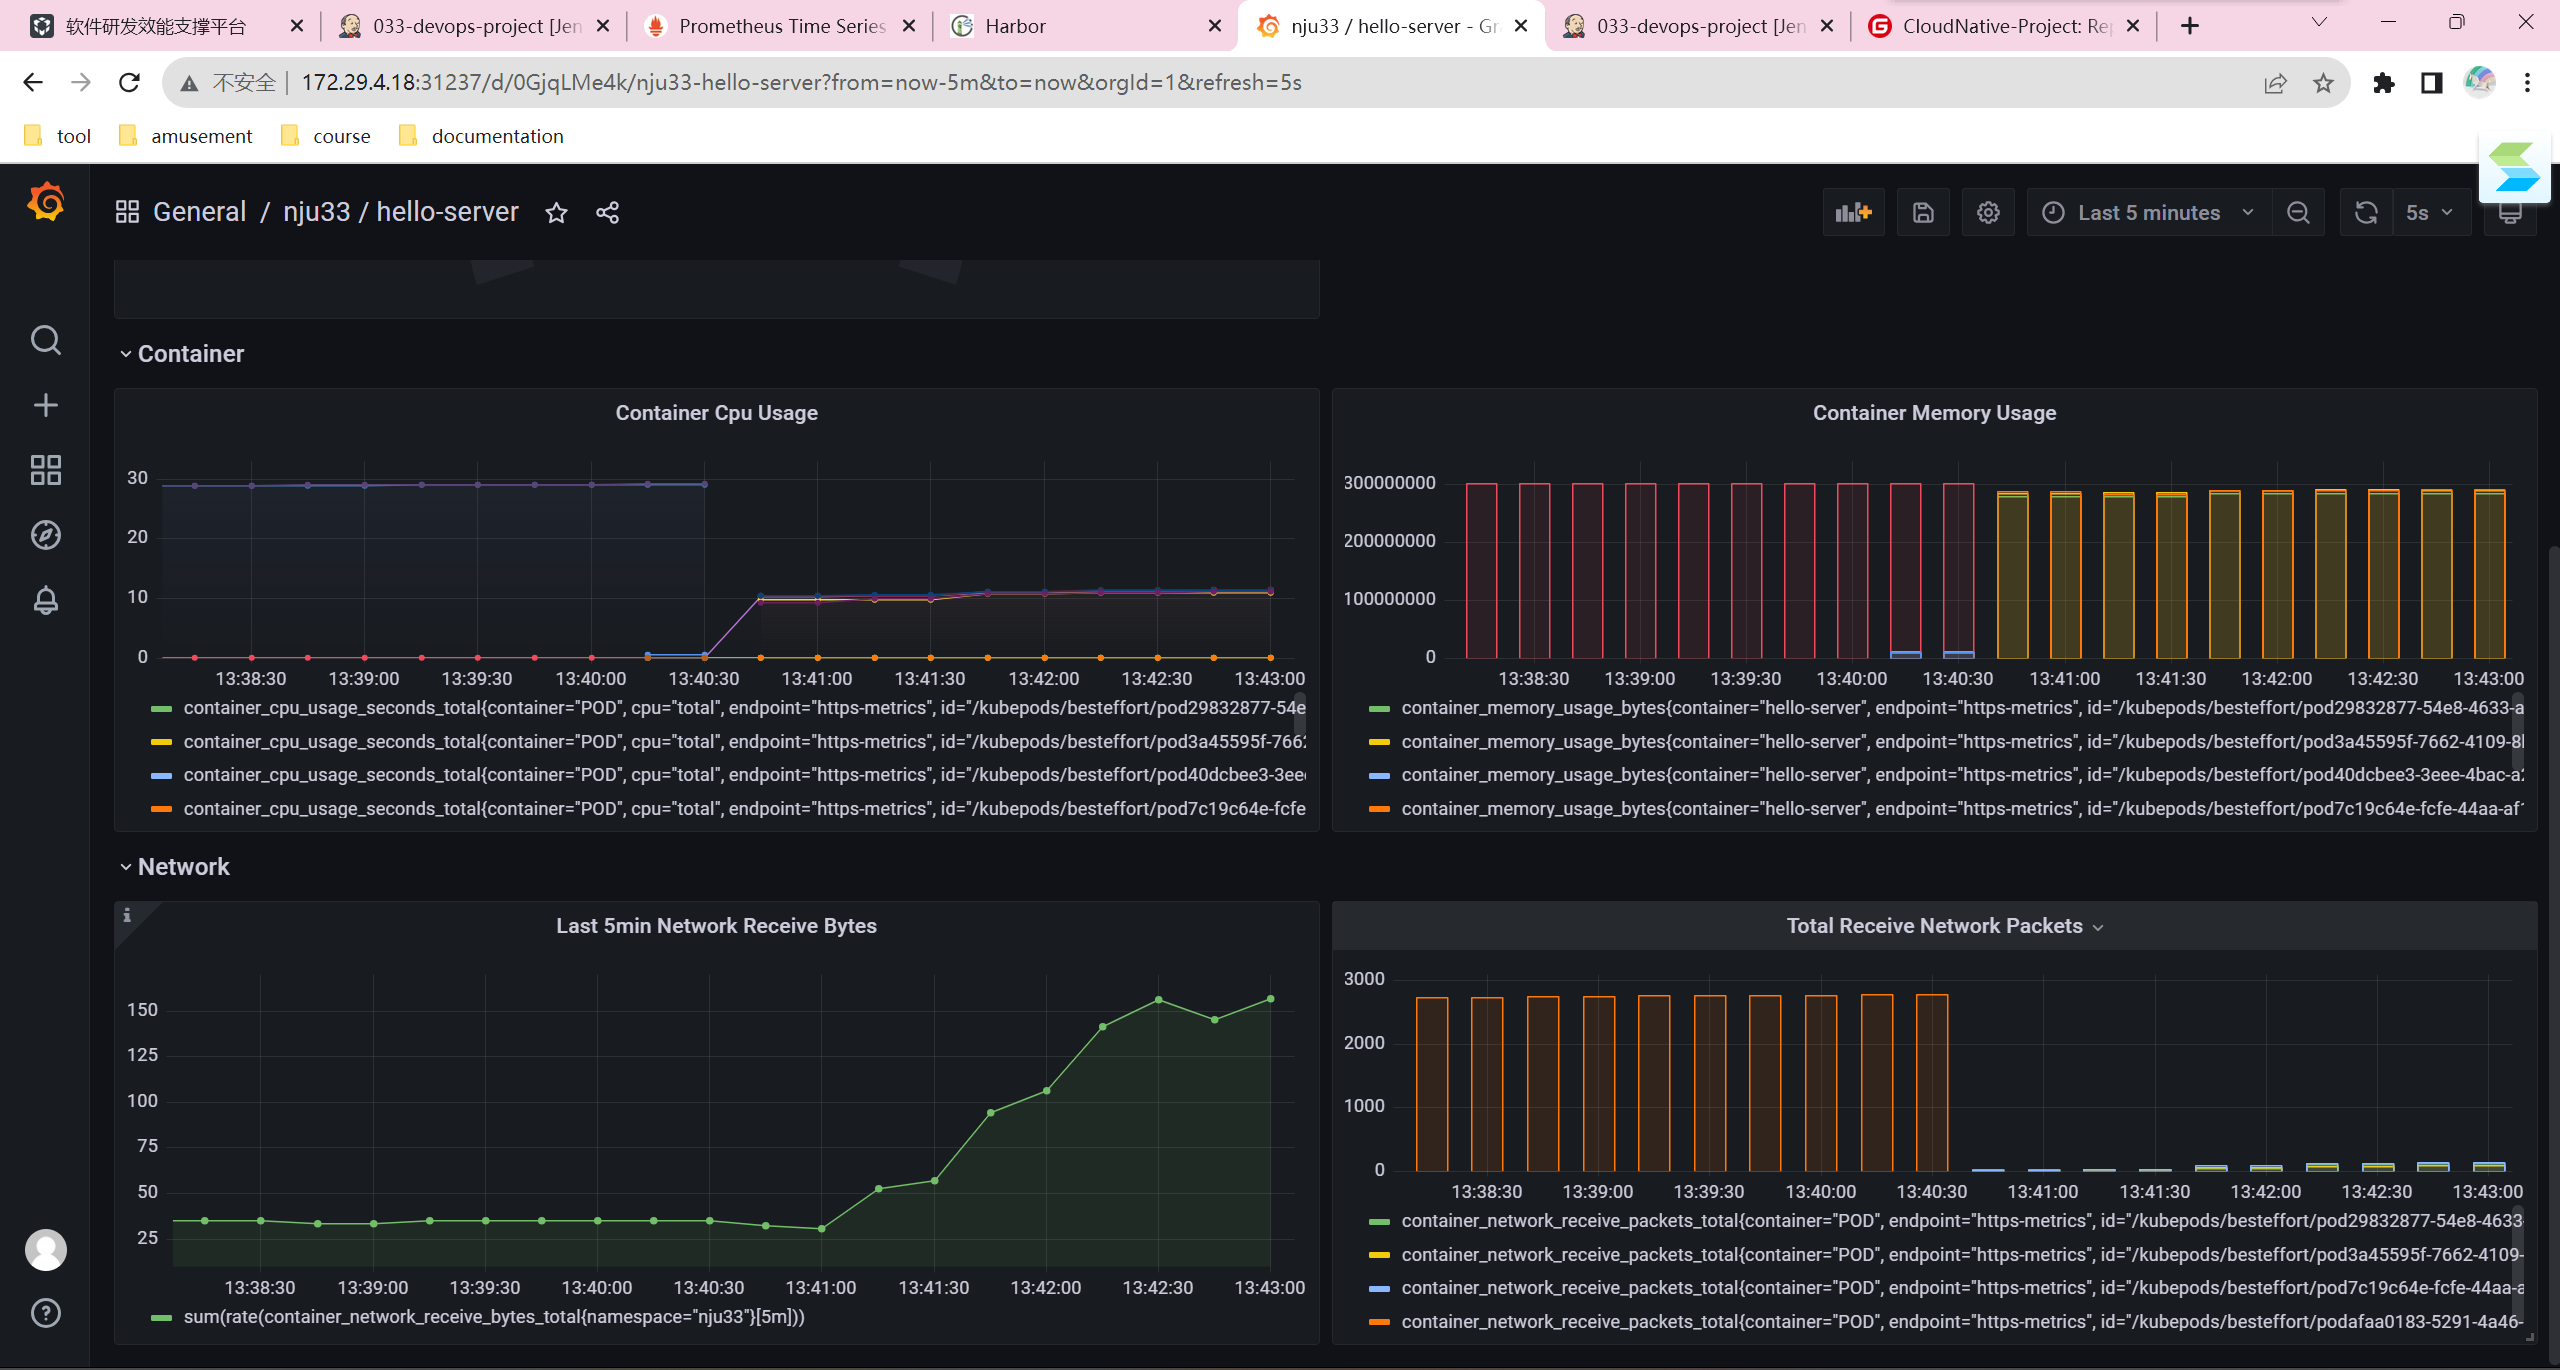 软件研发效能支撑平台
033-devops-project [Jen
Prometheus Time Series
Harbor
nju33 / hello-server - Gr
033-devops-project [Jen
CloudNative-Project: Re
不安全
172.29.4.18:31237/d/0GjqLMe4k/nju33-hello-server?from=now-5m&to=now&orgId=1&refresh=5s
tool
amusement
course
documentation
General / nju33 / hello-server
Last 5 minutes
5s
Container
Container Cpu Usage
30
20
10
0
13:38:30 13:39:00 13:39:30 13:40:00 13:40:30 13:41:00 13:41:30 13:42:00 13:42:30 13:43:00
container_cpu_usage_seconds_total{container="POD", cpu="total", endpoint="https-metrics", id="/kubepods/besteffort/pod29832877-54e
container_cpu_usage_seconds_total{container="POD", cpu="total", endpoint="https-metrics", id="/kubepods/besteffort/pod3a45595f-7662
container_cpu_usage_seconds_total{container="POD", cpu="total", endpoint="https-metrics", id="/kubepods/besteffort/pod40dcbee3-3eee
container_cpu_usage_seconds_total{container="POD", cpu="total", endpoint="https-metrics", id="/kubepods/besteffort/pod7c19c64e-fcfe
Container Memory Usage
300000000
200000000
100000000
0
13:38:30 13:39:00 13:39:30 13:40:00 13:40:30 13:41:00 13:41:30 13:42:00 13:42:30 13:43:00
container_memory_usage_bytes{container="hello-server", endpoint="https-metrics", id="/kubepods/besteffort/pod29832877-54e8-4633-a
container_memory_usage_bytes{container="hello-server", endpoint="https-metrics", id="/kubepods/besteffort/pod3a45595f-7662-4109-8
container_memory_usage_bytes{container="hello-server", endpoint="https-metrics", id="/kubepods/besteffort/pod40dcbee3-3eee-4bac-a2
container_memory_usage_bytes{container="hello-server", endpoint="https-metrics", id="/kubepods/besteffort/pod7c19c64e-fcfe-44aa-af
Network
Last 5min Network Receive Bytes
150
125
100
75
50
25
13:38:30 13:39:00 13:39:30 13:40:00 13:40:30 13:41:00 13:41:30 13:42:00 13:42:30 13:43:00
sum(rate(container_network_receive_bytes_total{namespace="nju33"}[5m]))
Total Receive Network Packets
3000
2000
1000
0
13:38:30 13:39:00 13:39:30 13:40:00 13:40:30 13:41:00 13:41:30 13:42:00 13:42:30 13:43:00
container_network_receive_packets_total{container="POD", endpoint="https-metrics", id="/kubepods/besteffort/pod29832877-54e8-4633
container_network_receive_packets_total{container="POD", endpoint="https-metrics", id="/kubepods/besteffort/pod3a45595f-7662-4109-
container_network_receive_packets_total{container="POD", endpoint="https-metrics", id="/kubepods/besteffort/pod7c19c64e-fcfe-44aa-a
container_network_receive_packets_total{container="POD", endpoint="https-metrics", id="/kubepods/besteffort/podafaa0183-5291-4a46-